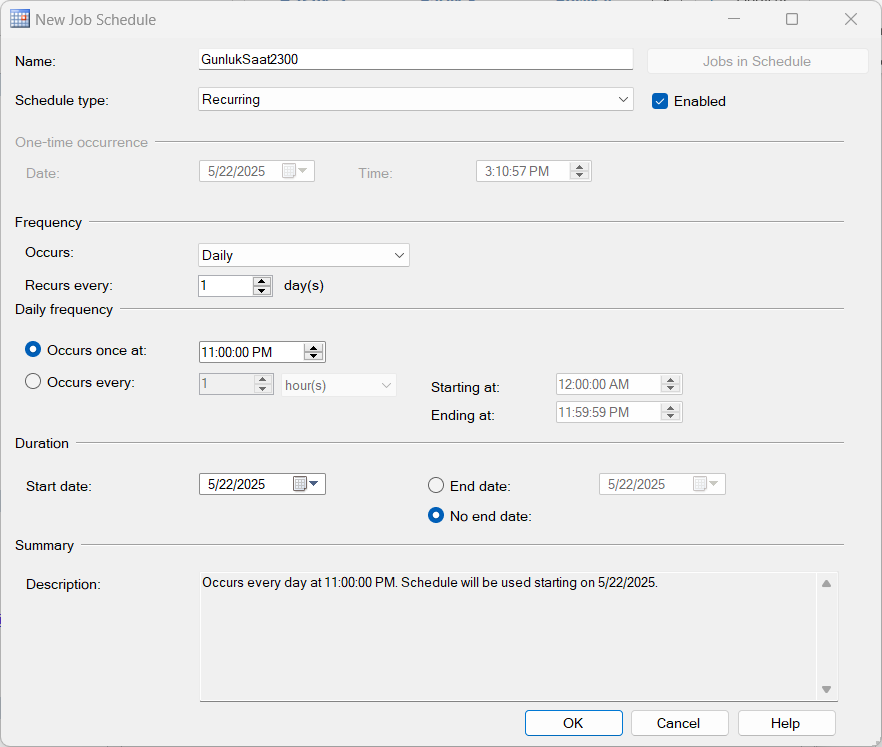 New Job Schedule
Name: GunlukSaat2300 Jobs in Schedule
Schedule type: Recurring Enabled
One-time occurrence
Date: 5/22/2025 Time: 3:10:57 PM
Frequency
Occurs: Daily
Recurs every: 1 day(s)
Daily frequency
Occurs once at: 11:00:00 PM
Occurs every: 1 hour(s) Starting at: 12:00:00 AM
Ending at: 11:59:59 PM
Duration
Start date: 5/22/2025 End date: 5/22/2025
No end date:
Summary
Description: Occurs every day at 11:00:00 PM. Schedule will be used starting on 5/22/2025.
OK Cancel Help